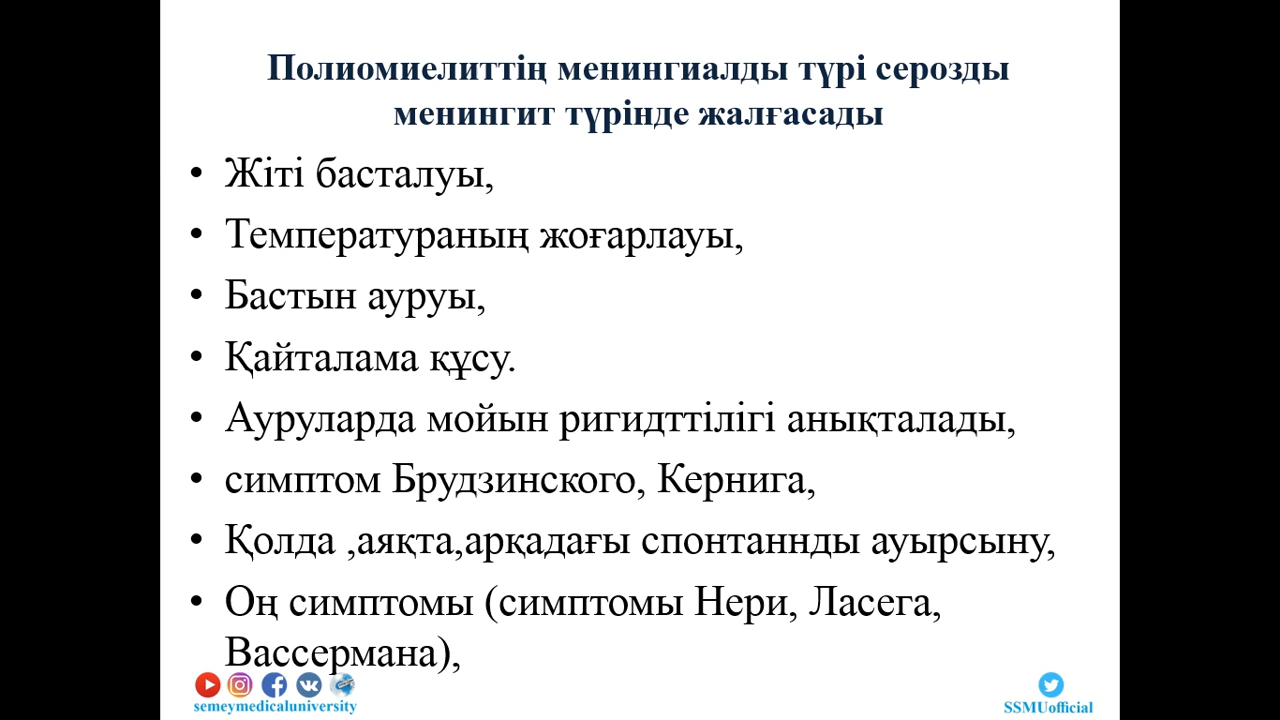 Полиомиелиттің менингиалды түрі серозды
менингит түрінде жалғасады
• Жіті басталуы,
• Температураның жоғарлауы,
• Бастын ауруы,
• Қайталама құсу.
• Ауруларда мойын ригидттілігі анықталады,
• симптом Брудзинского, Кернига,
• Қолда ,аяқта,арқадағы спонтаннды ауырсыну,
• Оң симптомы (симптомы Нери, Ласега,
Вассермана),
semeymedicaluniversity
SSMUofficial